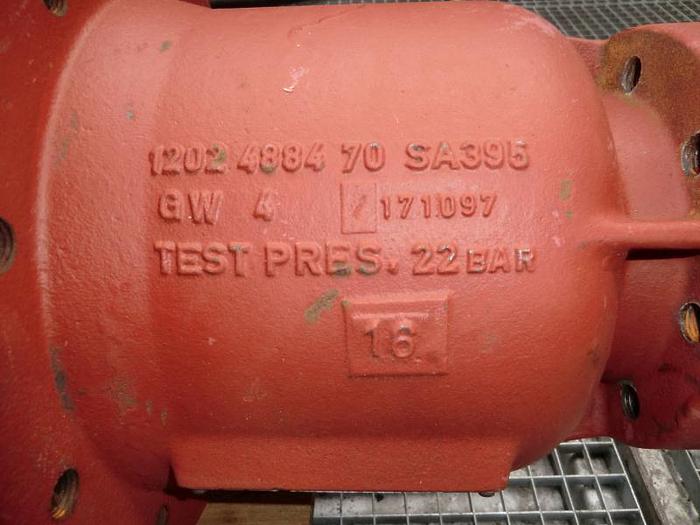 1202 4884 70 SA395
GW 4 / 171097
TEST PRES. 22 BAR
16